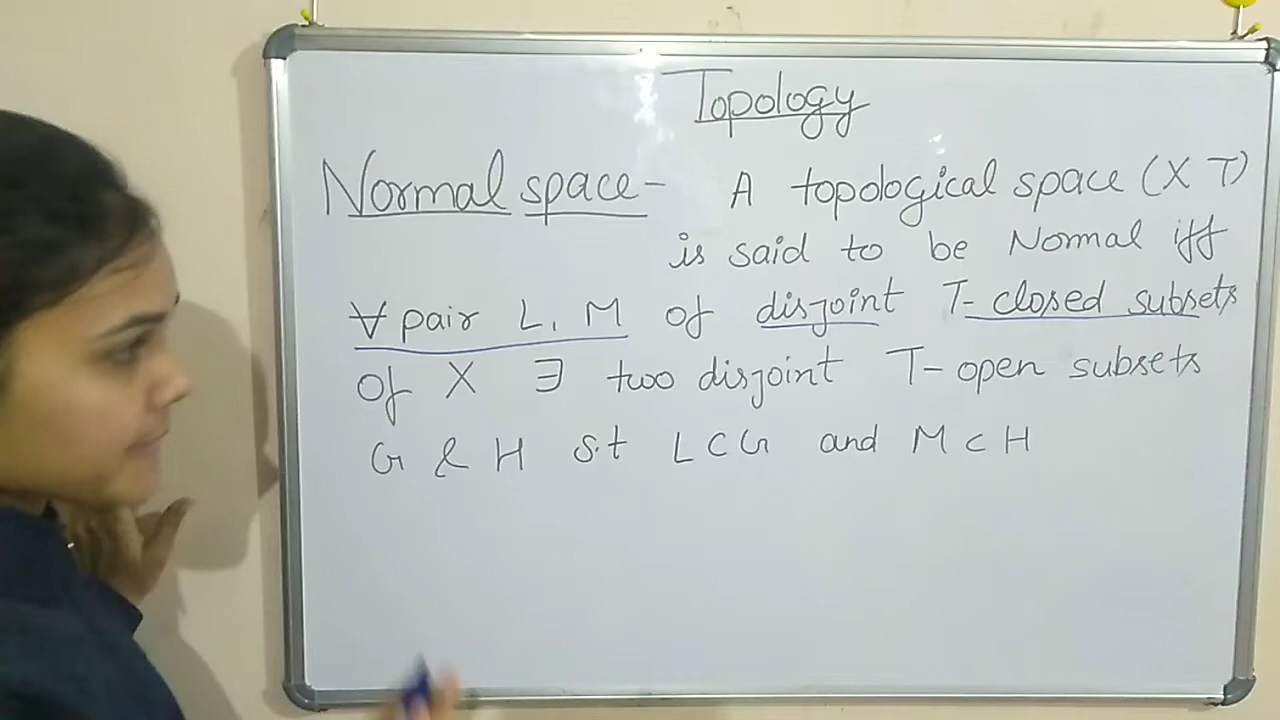 Topology
Normal space - A topological space (X T)
is said to be Normal iff
∀ pair L, M of disjoint T-closed subsets
of X ∃ two disjoint T-open subsets
G & H s.t L ⊂ G and M ⊂ H